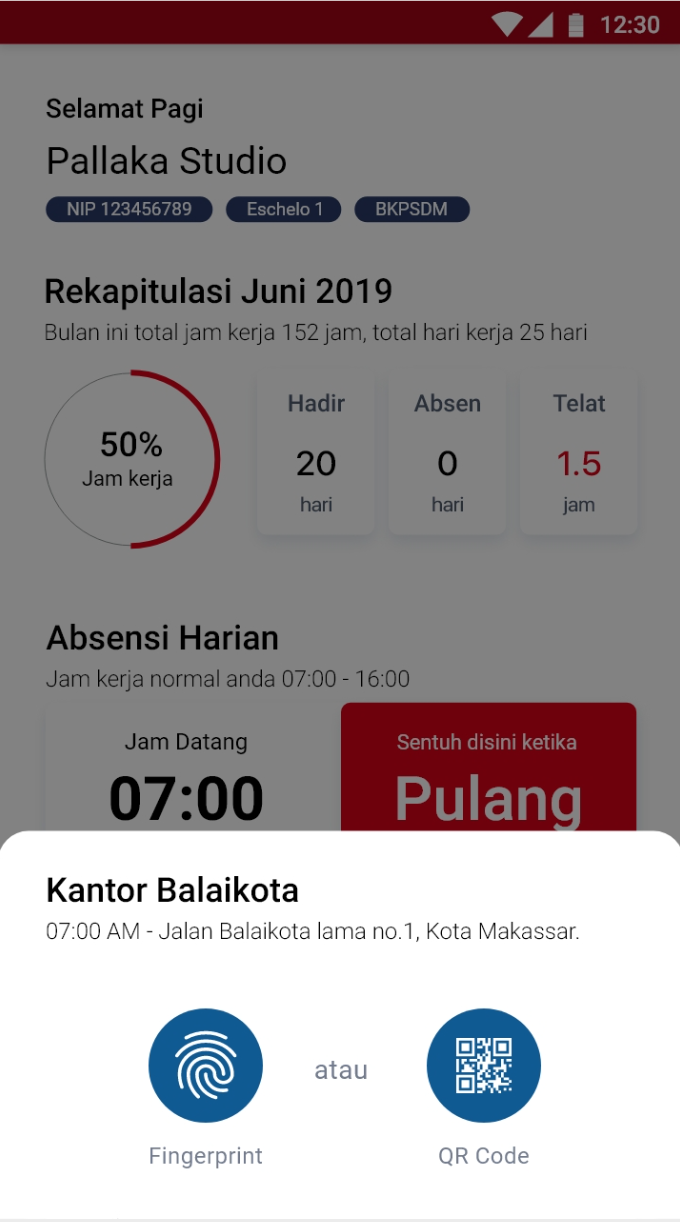 12:30
Selamat Pagi
Pallaka Studio
NIP 123456789 Eschelo 1 BKPSDM
Rekapitulasi Juni 2019
Bulan ini total jam kerja 152 jam, total hari kerja 25 hari
50%
Jam kerja
Hadir Absen Telat
20 0 1.5
hari hari jam
Absensi Harian
Jam kerja normal anda 07:00 - 16:00
Jam Datang Sentuh disini ketika
07:00 Pulang
Kantor Balaikota
07:00 AM - Jalan Balaikota lama no.1, Kota Makassar.
atau
Fingerprint QR Code